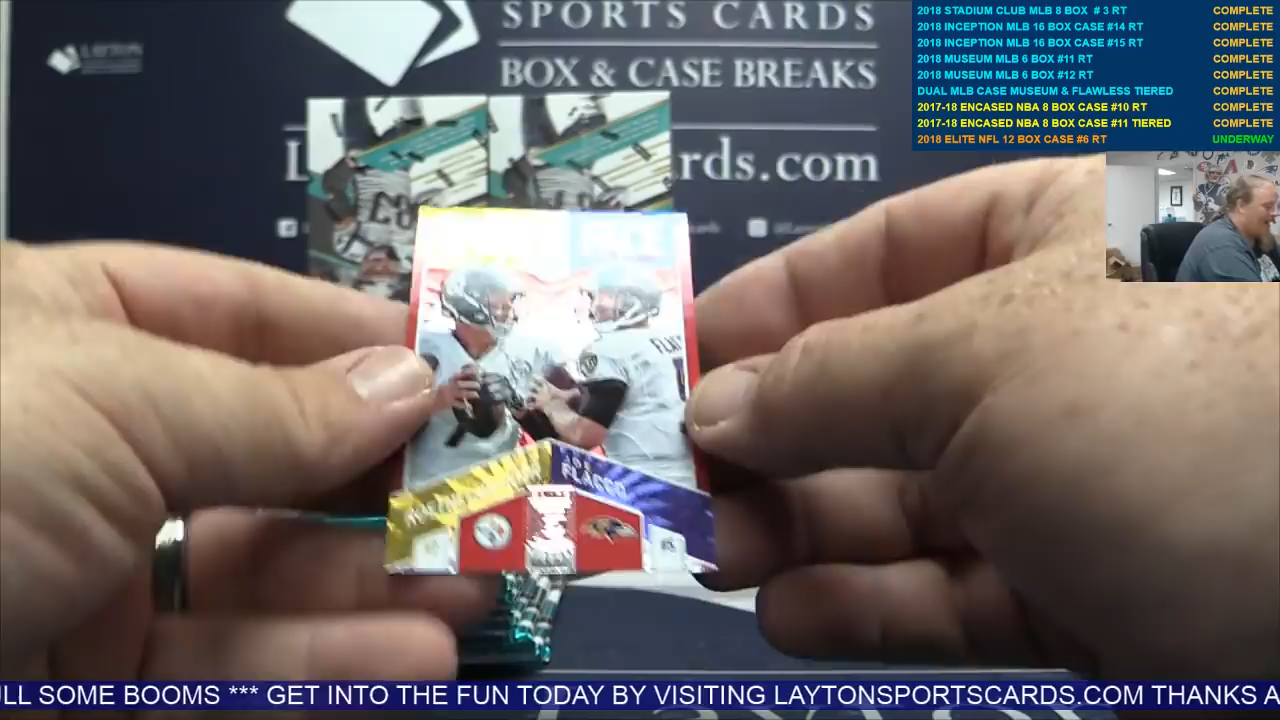 SPORTS CARDS
BOX & CASE BREAKS
L
cards.com
LAYTON
2018 STADIUM CLUB MLB 8 BOX # 3 RT COMPLETE
2018 INCEPTION MLB 16 BOX CASE #14 RT COMPLETE
2018 INCEPTION MLB 16 BOX CASE #15 RT COMPLETE
2018 MUSEUM MLB 6 BOX #11 RT COMPLETE
2018 MUSEUM MLB 6 BOX #12 RT COMPLETE
DUAL MLB CASE MUSEUM & FLAWLESS TIERED COMPLETE
2017-18 ENCASED NBA 8 BOX CASE #10 RT COMPLETE
2017-18 ENCASED NBA 8 BOX CASE #11 TIERED COMPLETE
2018 ELITE NFL 12 BOX CASE #6 RT UNDERWAY
FACE
JOE
FLACCO
ULL SOME BOOMS *** GET INTO THE FUN TODAY BY VISITING LAYTONSPORTSCARDS.COM THANKS A